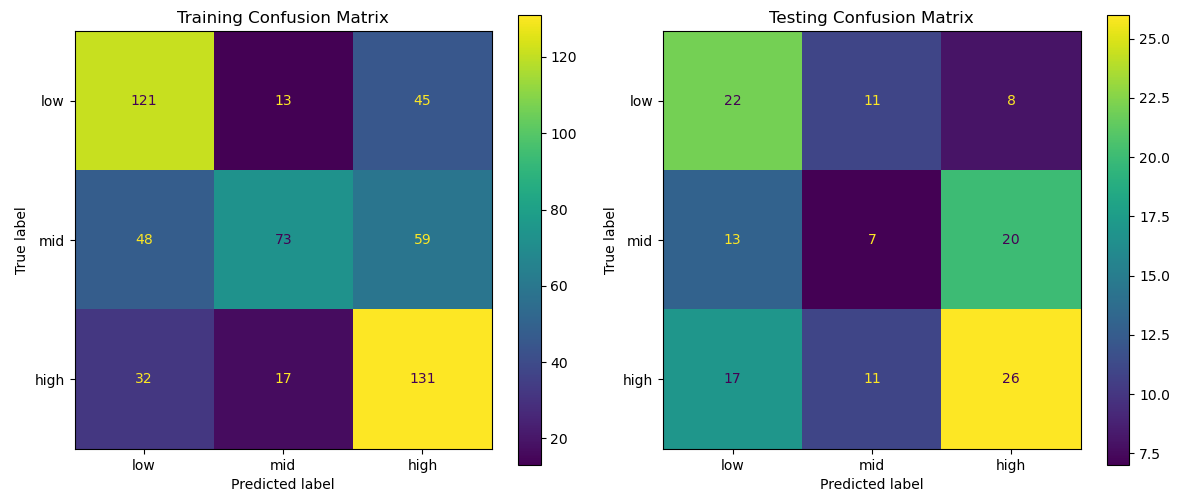 Training Confusion Matrix
low 121 13 45
mid 48 73 59
high 32 17 131
low mid high
Predicted label
True label
120
100
80
60
40
20
Testing Confusion Matrix
low 22 11 8
mid 13 7 20
high 17 11 26
low mid high
Predicted label
True label
25.0
22.5
20.0
17.5
15.0
12.5
10.0
7.5